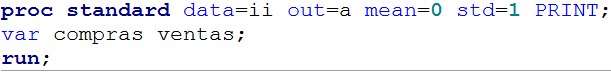 proc standard data=ii out=a mean=0 std=1 PRINT;
var compras ventas;
run;